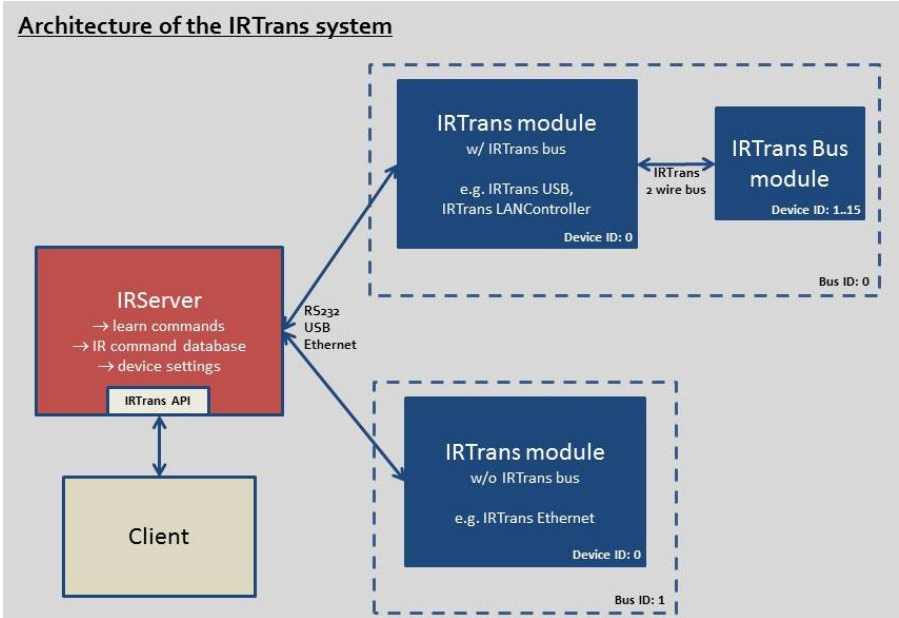 Architecture of the IRTrans system
IRTrans module
w/ IRTrans bus
e.g. IRTrans USB,
IRTrans LANController
Device ID: 0
IRTrans
2 wire bus
IRTrans Bus
module
Device ID: 1..15
Bus ID: 0
IRServer
→ learn commands
→ IR command database
→ device settings
IRTrans API
RS232
USB
Ethernet
Client
IRTrans module
w/o IRTrans bus
e.g. IRTrans Ethernet
Device ID: 0
Bus ID: 1